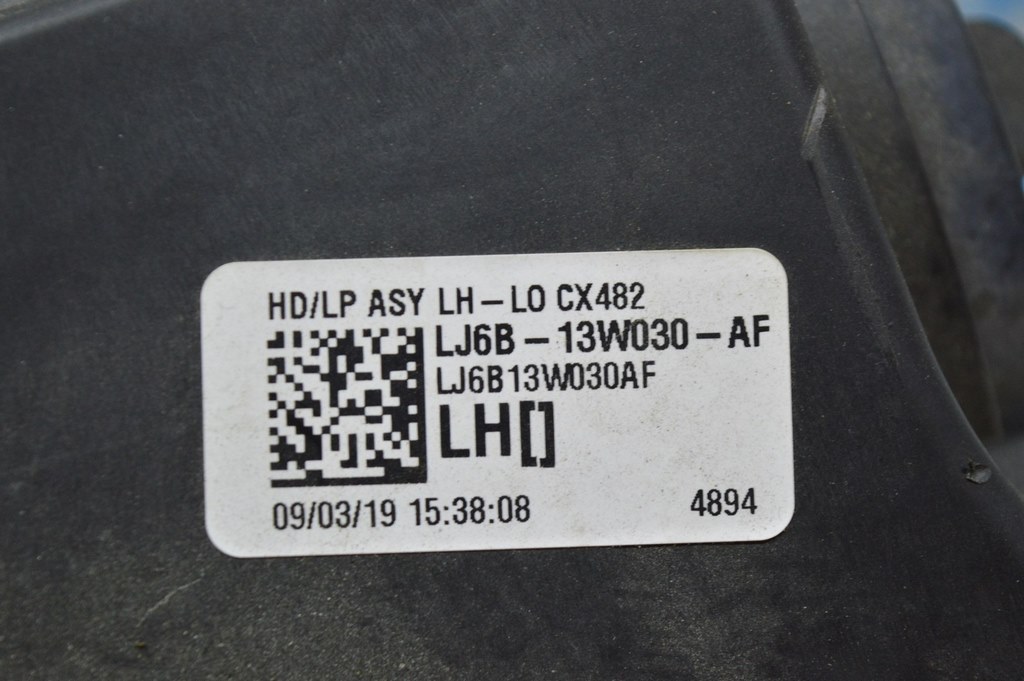 HD/LP ASY LH-LO CX482
LJ6B-13W030-AF
LJ6B13W030AF
LH[]
09/03/19 15:38:08 4894